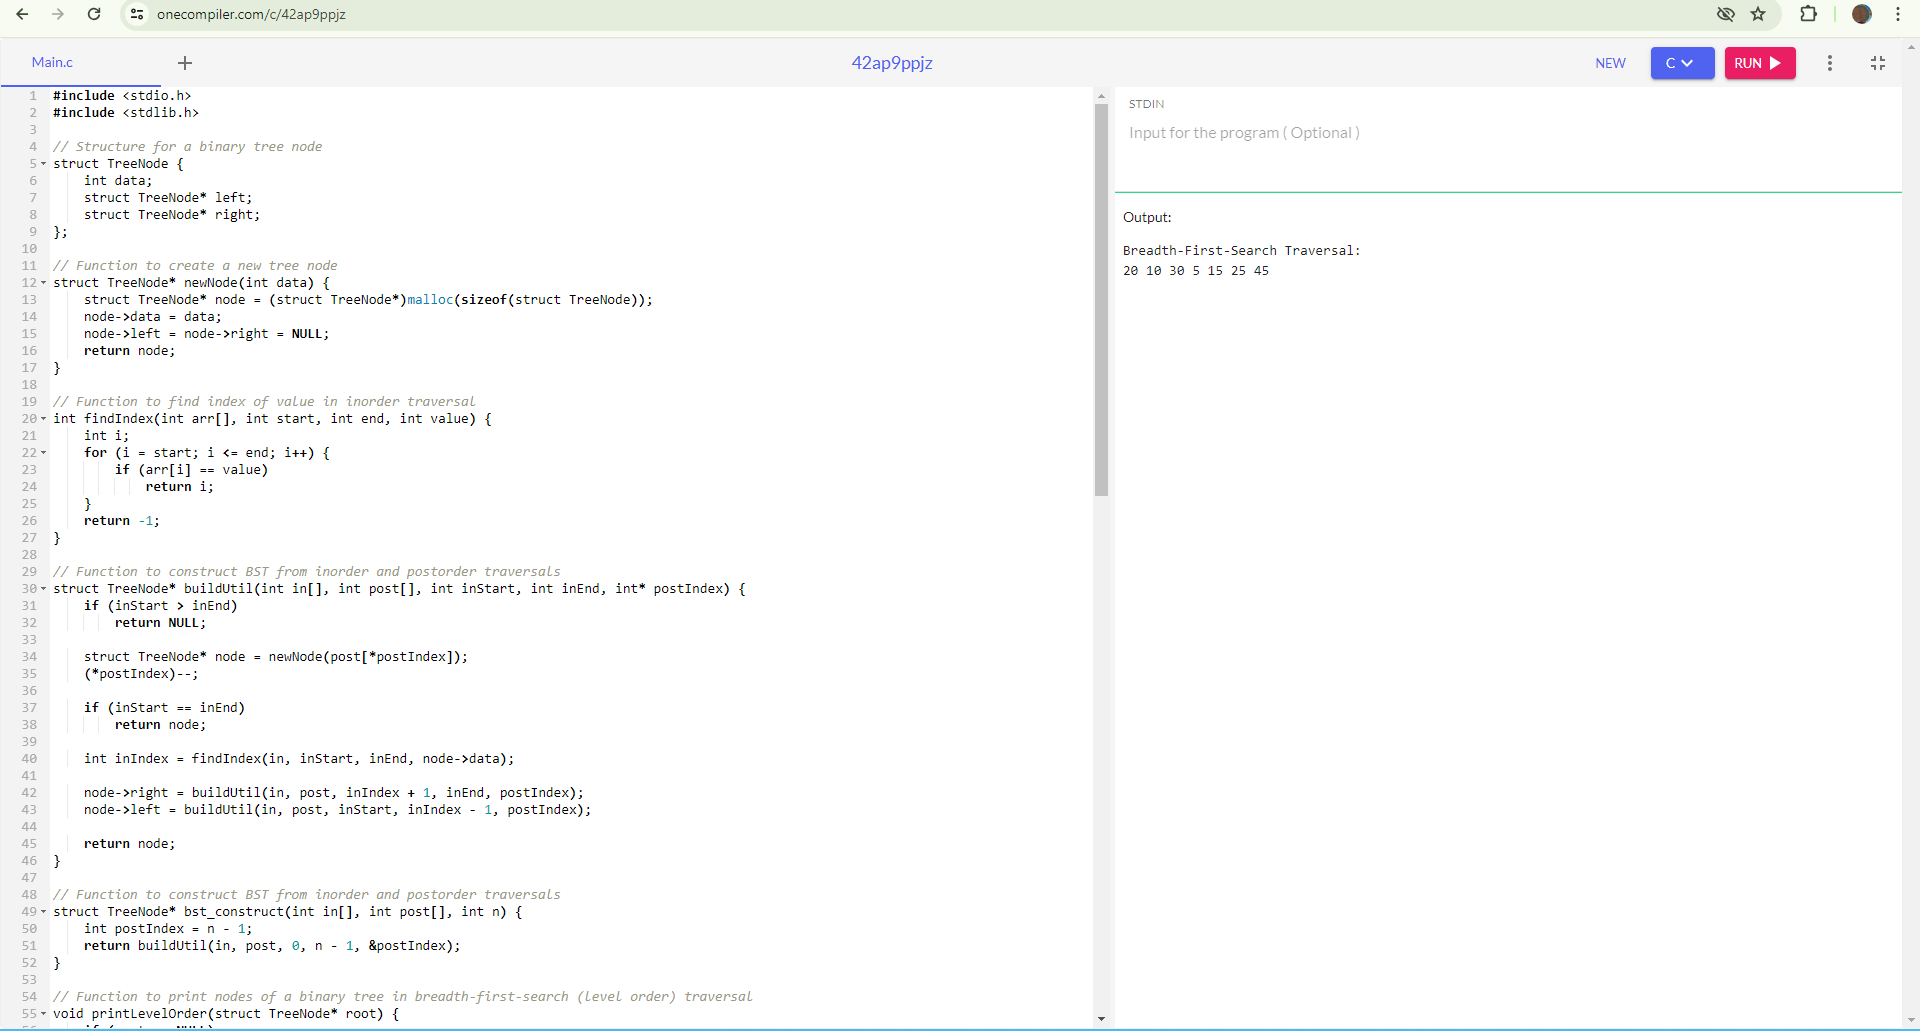 onecompiler.com/c/42ap9ppjz
Main.c
42ap9ppjz
NEW
C
RUN
1 #include <stdio.h>
2 #include <stdlib.h>
3
4 // Structure for a binary tree node
5 struct TreeNode {
6     int data;
7     struct TreeNode* left;
8     struct TreeNode* right;
9 };
10
11 // Function to create a new tree node
12 struct TreeNode* newNode(int data) {
13     struct TreeNode* node = (struct TreeNode*)malloc(sizeof(struct TreeNode));
14     node->data = data;
15     node->left = node->right = NULL;
16     return node;
17 }
18
19 // Function to find index of value in inorder traversal
20 int findIndex(int arr[], int start, int end, int value) {
21     int i;
22     for (i = start; i <= end; i++) {
23         if (arr[i] == value)
24             return i;
25     }
26     return -1;
27 }
28
29 // Function to construct BST from inorder and postorder traversals
30 struct TreeNode* buildUtil(int in[], int post[], int inStart, int inEnd, int* postIndex) {
31     if (inStart > inEnd)
32         return NULL;
33
34     struct TreeNode* node = newNode(post[*postIndex]);
35     (*postIndex)--;
36
37     if (inStart == inEnd)
38         return node;
39
40     int inIndex = findIndex(in, inStart, inEnd, node->data);
41
42     node->right = buildUtil(in, post, inIndex + 1, inEnd, postIndex);
43     node->left = buildUtil(in, post, inStart, inIndex - 1, postIndex);
44
45     return node;
46 }
47
48 // Function to construct BST from inorder and postorder traversals
49 struct TreeNode* bst_construct(int in[], int post[], int n) {
50     int postIndex = n - 1;
51     return buildUtil(in, post, 0, n - 1, &postIndex);
52 }
53
54 // Function to print nodes of a binary tree in breadth-first-search (level order) traversal
55 void printLevelOrder(struct TreeNode* root) {
STDIN
Input for the program ( Optional )
Output:
Breadth-First-Search Traversal:
20 10 30 5 15 25 45